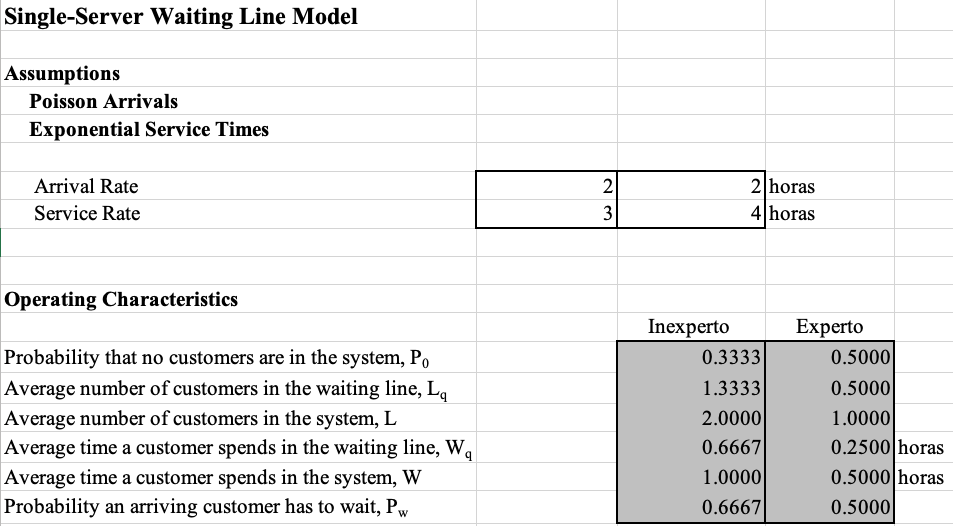 Single-Server Waiting Line Model
Assumptions
Poisson Arrivals
Exponential Service Times
Arrival Rate 2 2 horas
Service Rate 3 4 horas
Operating Characteristics
Inexperto Experto
Probability that no customers are in the system, P₀ 0.3333 0.5000
Average number of customers in the waiting line, Lq 1.3333 0.5000
Average number of customers in the system, L 2.0000 1.0000
Average time a customer spends in the waiting line, Wq 0.6667 0.2500 horas
Average time a customer spends in the system, W 1.0000 0.5000 horas
Probability an arriving customer has to wait, Pw 0.6667 0.5000